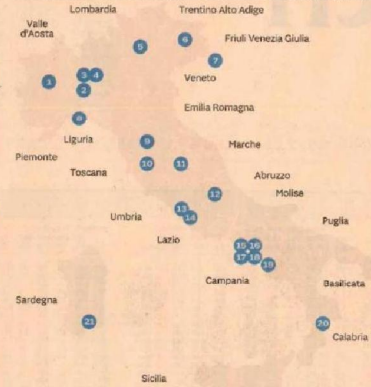 Lombardia
Trentino Alto Adige
Valle
d'Aosta
Friuli Venezia Giulia
5
6
7
1
3
4
2
Veneto
Emilia Romagna
8
Liguria
9
Marche
Piemonte
Toscana
10
11
Abruzzo
12
Molise
13
14
Umbria
Puglia
Lazio
15
16
17
18
19
Campania
Basilicata
Sardegna
21
20
Calabria
Sicilia